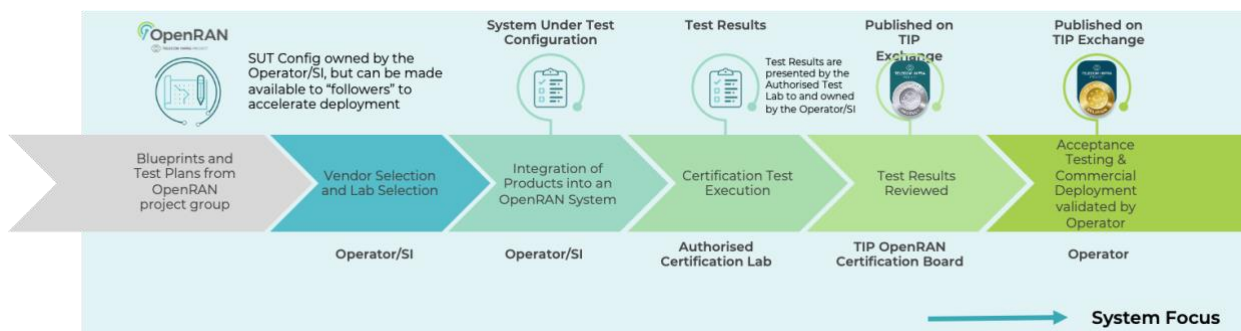 OpenRAN
TELECOM INFRA PROJECT
SUT Config owned by the
Operator/SI, but can be made
available to “followers” to
accelerate deployment
System Under Test
Configuration
Test Results
Test Results are
presented by the
Authorised Test
Lab to and owned
by the Operator/SI
Published on
TIP
Exchange
Published on
TIP Exchange
Blueprints and
Test Plans from
OpenRAN
project group
Vendor Selection
and Lab Selection
Integration of
Products into an
OpenRAN System
Certification Test
Execution
Test Results
Reviewed
Acceptance
Testing &
Commercial
Deployment
validated by
Operator
Operator/SI
Operator/SI
Authorised
Certification Lab
TIP OpenRAN
Certification Board
Operator
System Focus